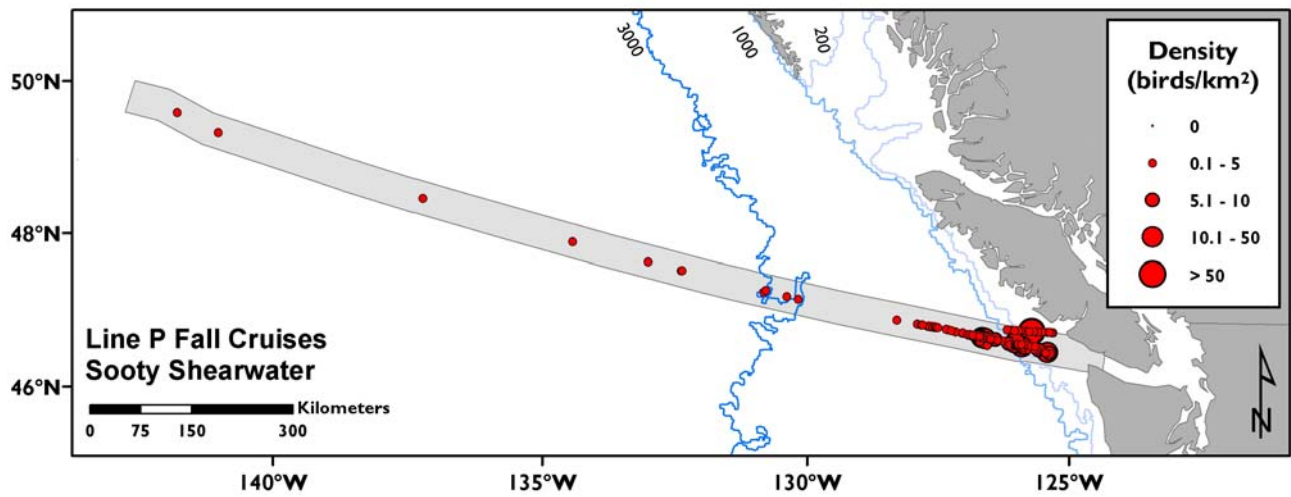 3000
1000
200
Density
(birds/km²)
0
0.1 - 5
5.1 - 10
10.1 - 50
> 50
50°N
48°N
46°N
Line P Fall Cruises
Sooty Shearwater
Kilometers
0 75 150 300
N
140°W 135°W 130°W 125°W